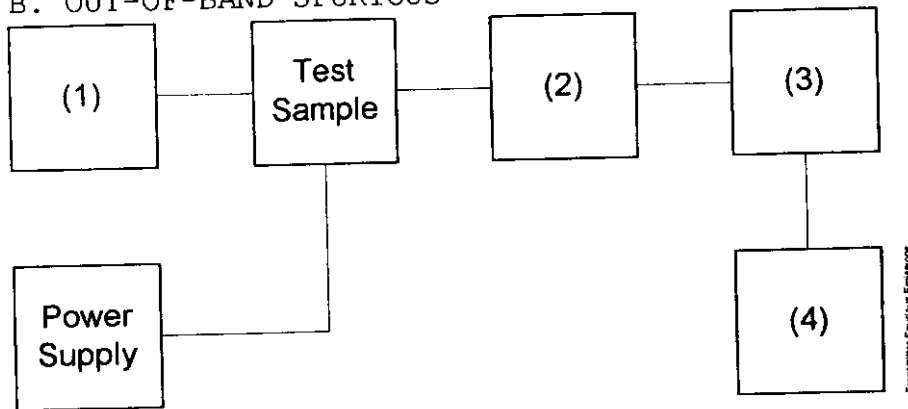 B. OUT-OF-BAND SPURIOUS
(1)
Test
Sample
(2)
(3)
Power
Supply
(4)